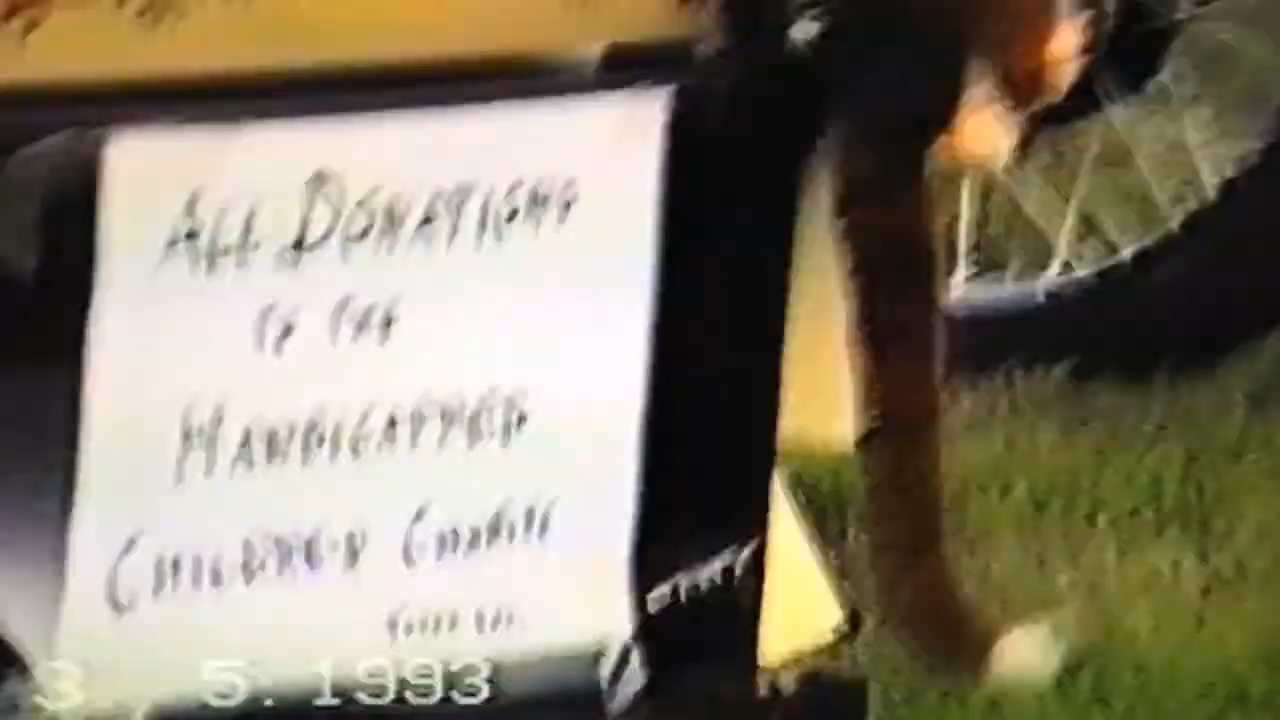 ALL DONATIONS
TO THE
HANDICAPPED
CHILDREN CHARITY
3. 5.1993